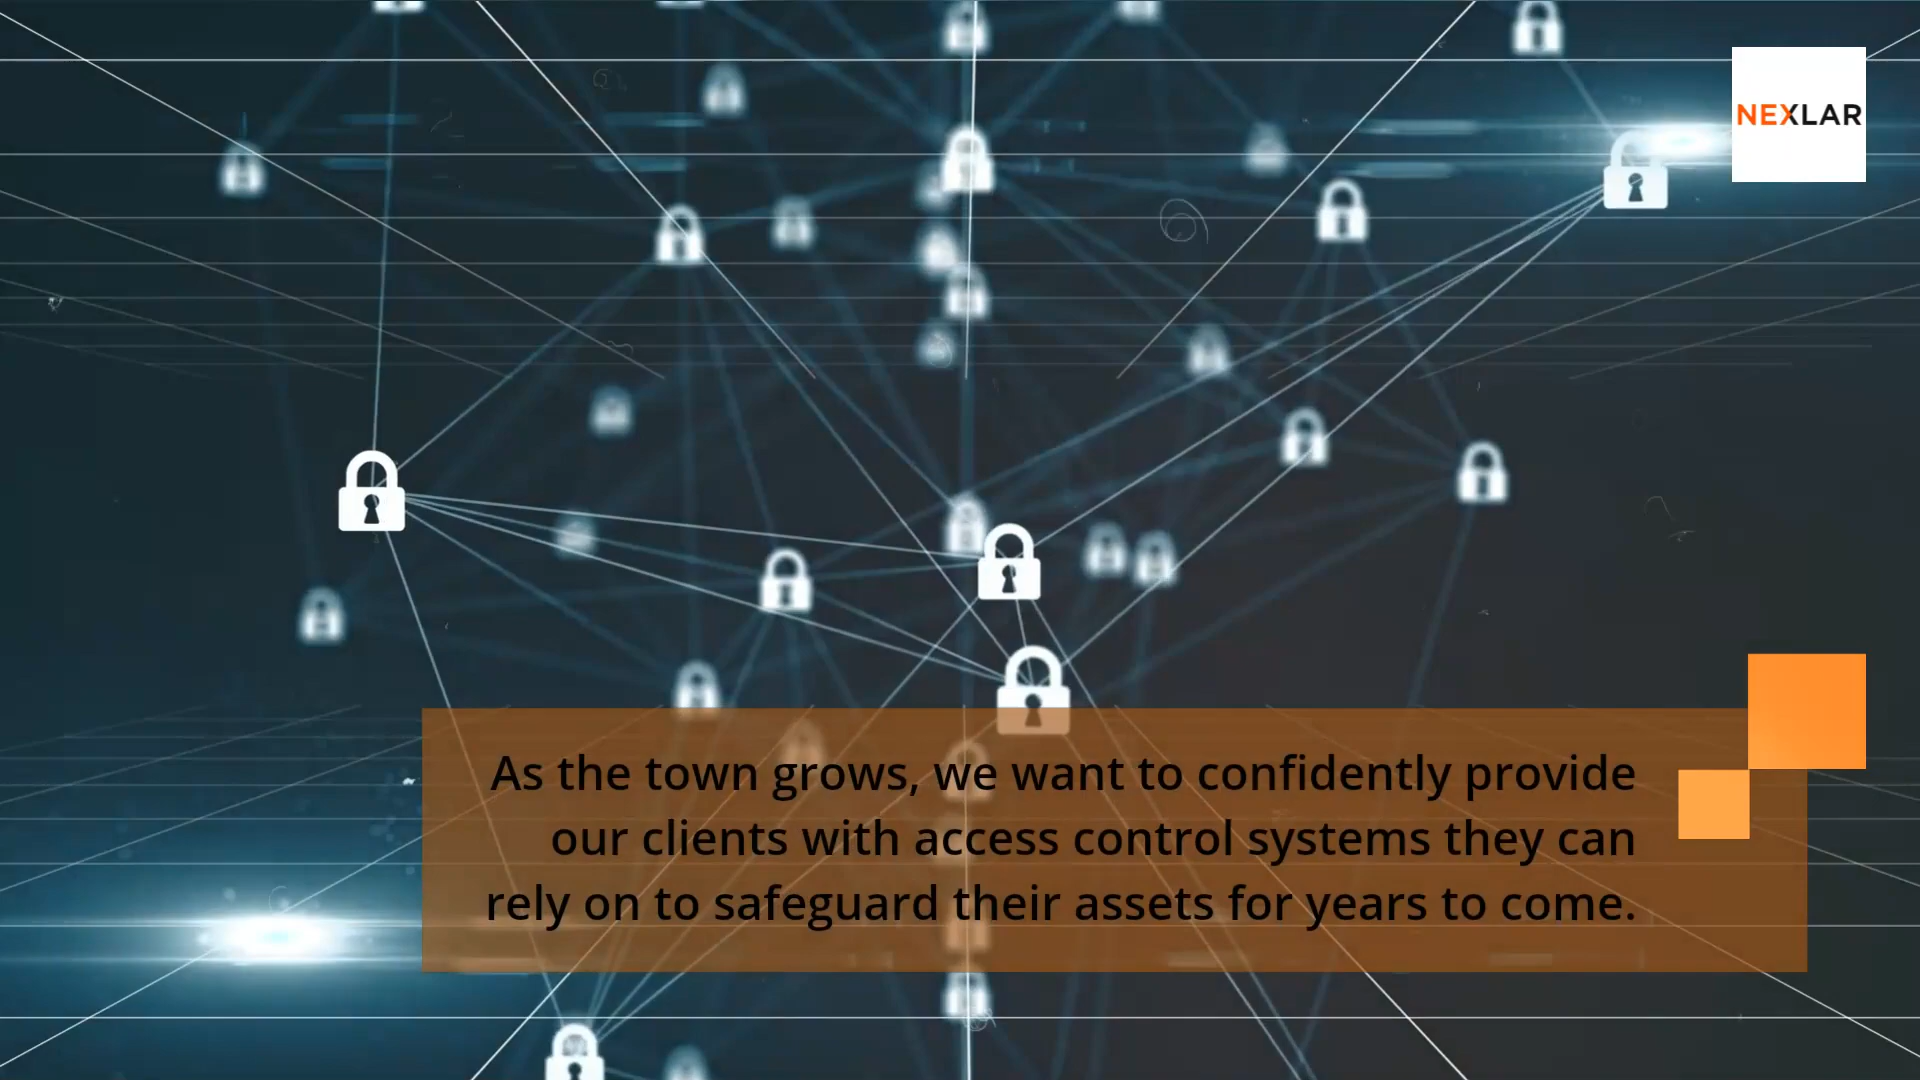 NEXLAR
As the town grows, we want to confidently provide
our clients with access control systems they can
rely on to safeguard their assets for years to come.